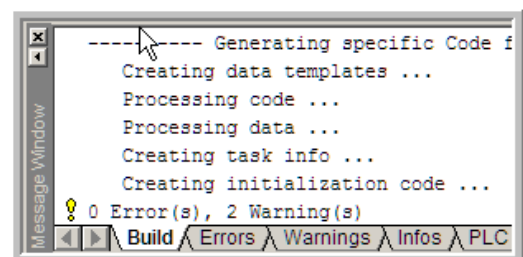 ---------- Generating specific Code f
Creating data templates ...
Processing code ...
Processing data ...
Creating task info ...
Creating initialization code ...
0 Error(s), 2 Warning(s)
Message Window
Build Errors Warnings Infos PLC